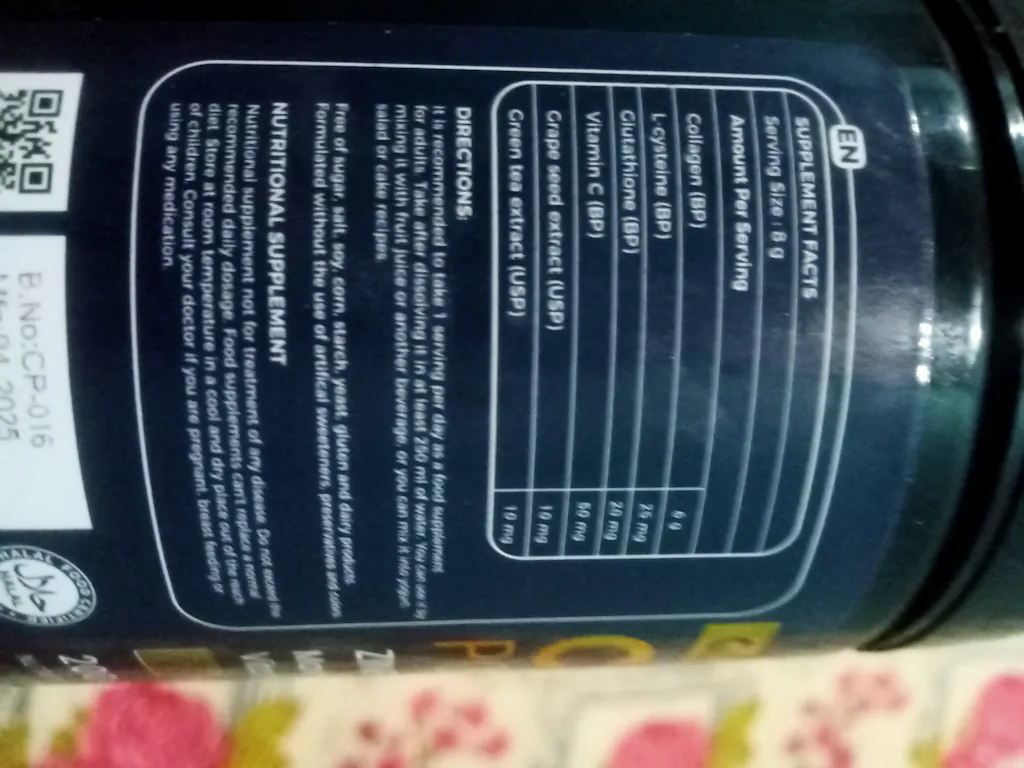 EN
SUPPLEMENT FACTS
Serving Size : 8 g
Amount Per Serving
Collagen (BP) 6 g
L-cysteine (BP) 25 mg
Glutathione (BP) 20 mg
Vitamin C (BP) 50 mg
Grape seed extract (USP) 10 mg
Green tea extract (USP) 10 mg
DIRECTIONS:
It is recommended to take 1 serving per day as a food supplement
for adults. Take after dissolving it in at least 250 ml of water. You can use it by
mixing it with fruit juice or another beverage, or you can mix it into yogurt,
salad or cake recipes
Free of sugar, salt, soy, corn, starch, yeast, gluten and dairy products.
Formulated without the use of artifical sweeteners, preservatives and colors
NUTRITIONAL SUPPLEMENT
Nutritional supplement not for treatment of any disease. Do not exceed the
recommended daily dosage. Food supplements can't replace a normal
diet. Store at room temperature in a cool and dry place out of the reach
of children. Consult your doctor if you are pregnant, breast feeding or
using any medication.
B.No:CP-016
2025
HALAL FOOD
حلال
HALAL